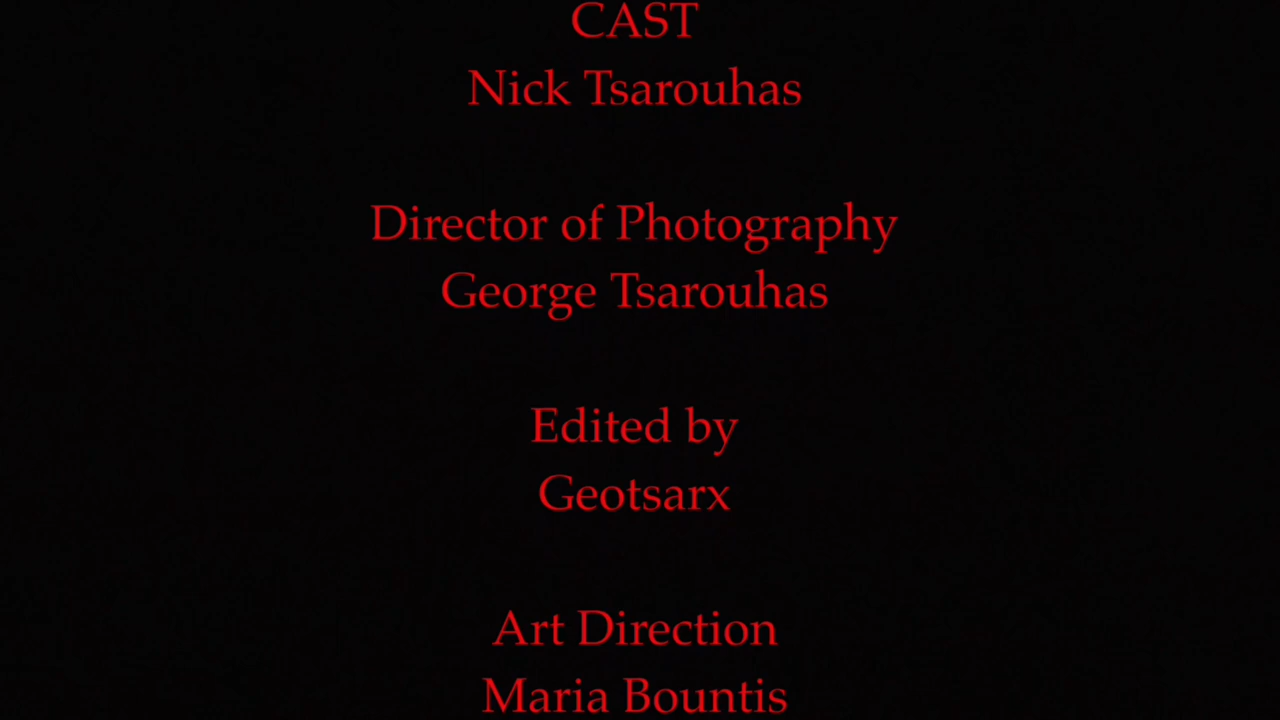 CAST
Nick Tsarouhas
Director of Photography
George Tsarouhas
Edited by
Geotsarx
Art Direction
Maria Bountis